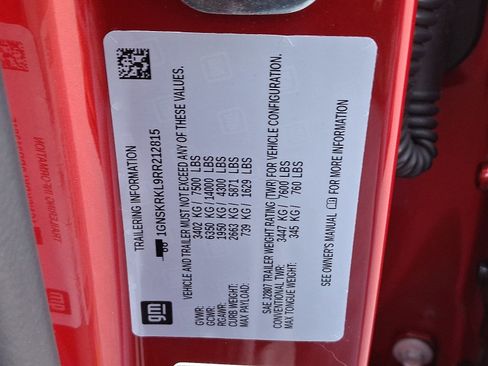 TRAILERING INFORMATION
1GNSKRKL9RR212815
VEHICLE AND TRAILER MUST NOT EXCEED ANY OF THESE VALUES.
GVWR: 3402 KG / 7500 LBS
GCWR: 6350 KG / 14000 LBS
RGAWR: 1950 KG / 4300 LBS
CURB WEIGHT: 2663 KG / 5871 LBS
MAX PAYLOAD: 739 KG / 1629 LBS
SAE J2807 TRAILER WEIGHT RATING (TWR) FOR VEHICLE CONFIGURATION.
CONVENTIONAL TWR: 3447 KG / 7600 LBS
MAX TONGUE WEIGHT: 345 KG / 760 LBS
SEE OWNER'S MANUAL FOR MORE INFORMATION
gm